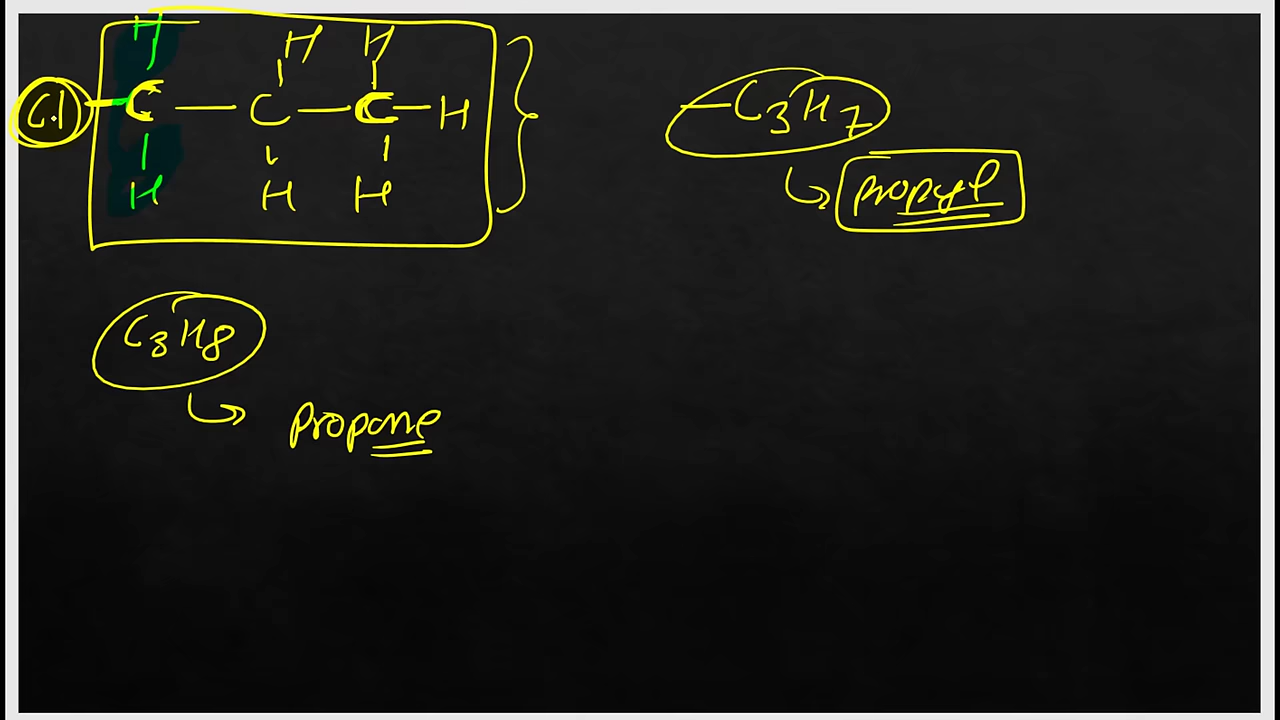 H H H
Cl — C — C — C — H
H H H
— C3H7
propyl
C3H8
propane